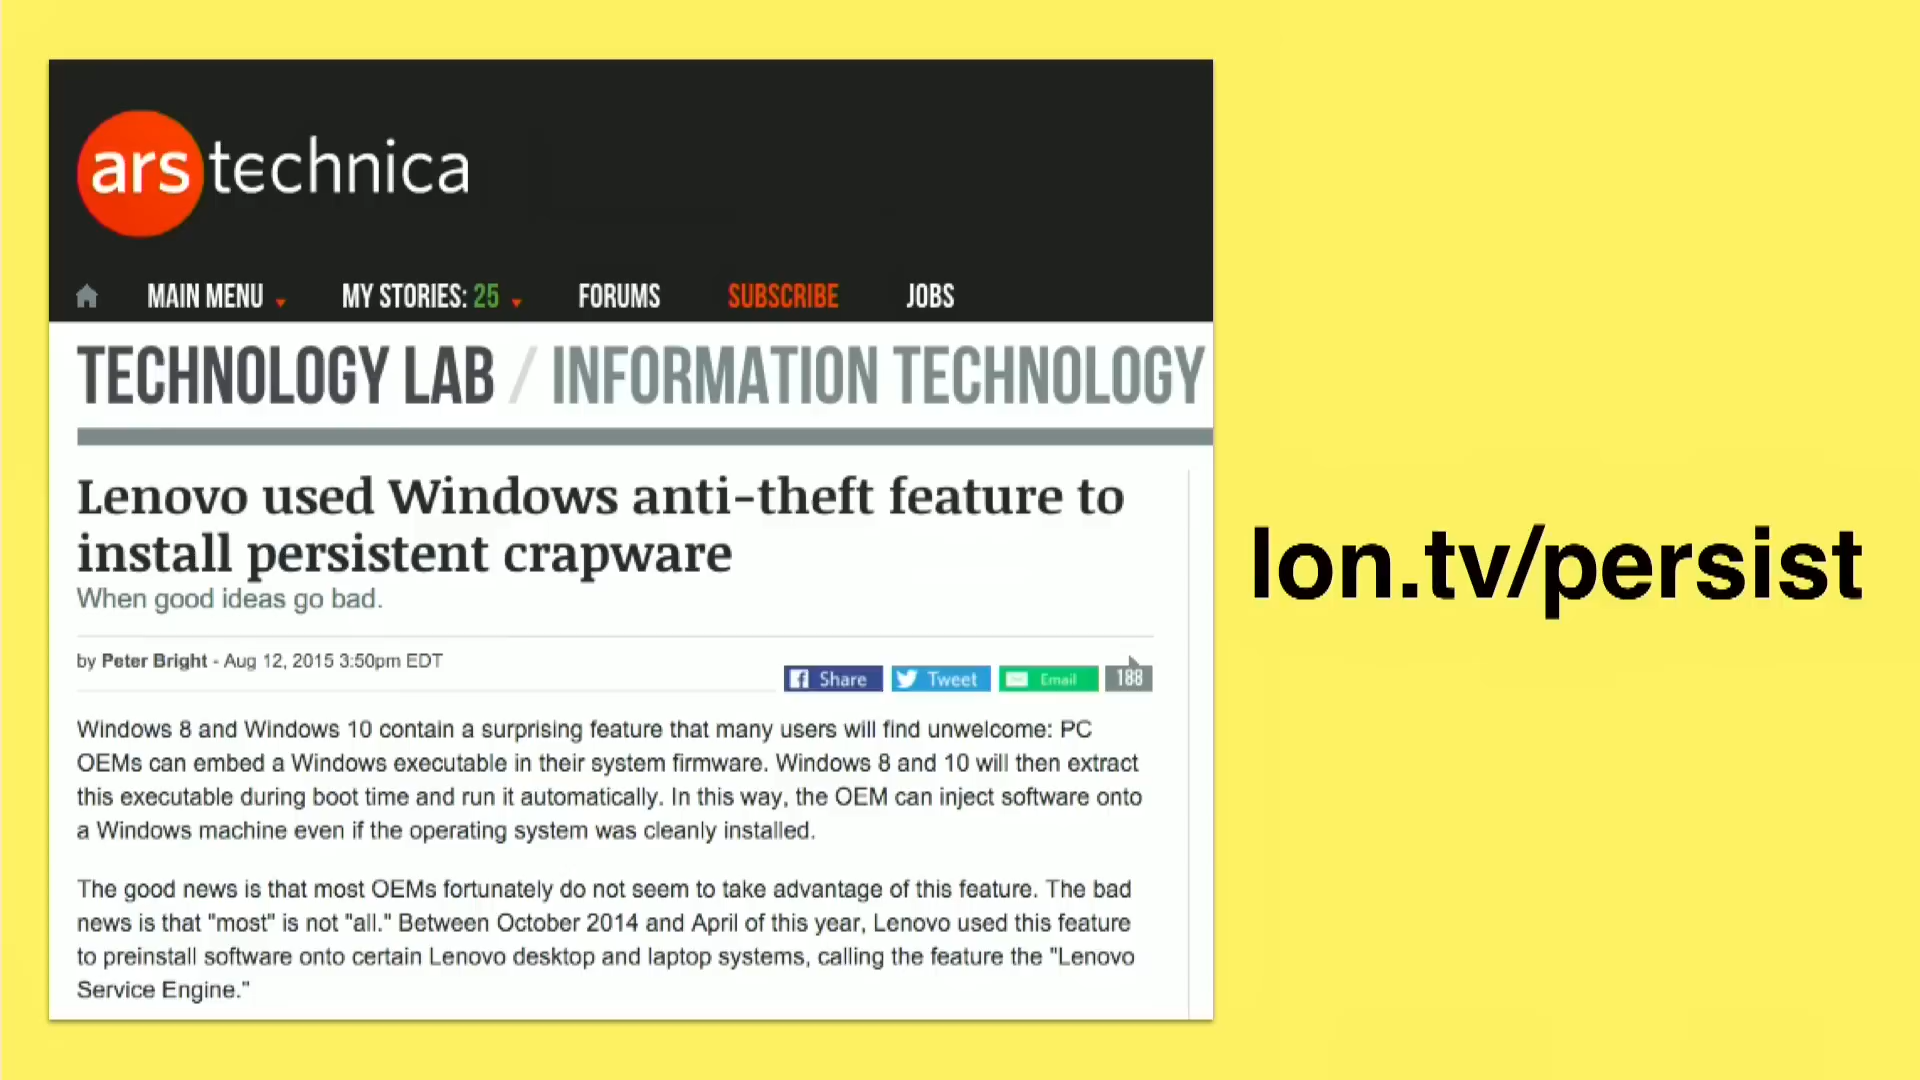 ars technica
MAIN MENU
MY STORIES: 25
FORUMS
SUBSCRIBE
JOBS
TECHNOLOGY LAB / INFORMATION TECHNOLOGY
Lenovo used Windows anti-theft feature to
install persistent crapware
When good ideas go bad.
by Peter Bright - Aug 12, 2015 3:50pm EDT
Share
Tweet
Email
188
Windows 8 and Windows 10 contain a surprising feature that many users will find unwelcome: PC
OEMs can embed a Windows executable in their system firmware. Windows 8 and 10 will then extract
this executable during boot time and run it automatically. In this way, the OEM can inject software onto
a Windows machine even if the operating system was cleanly installed.
The good news is that most OEMs fortunately do not seem to take advantage of this feature. The bad
news is that "most" is not "all." Between October 2014 and April of this year, Lenovo used this feature
to preinstall software onto certain Lenovo desktop and laptop systems, calling the feature the "Lenovo
Service Engine."
lon.tv/persist